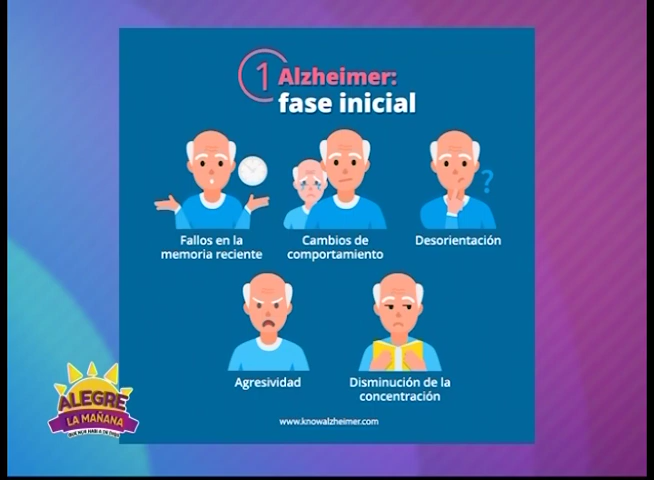 1 Alzheimer:
fase inicial
?
Fallos en la
memoria reciente
Cambios de
comportamiento
Desorientación
Agresividad
Disminución de la
concentración
www.knowalzheimer.com
ALEGRE
LA MAÑANA